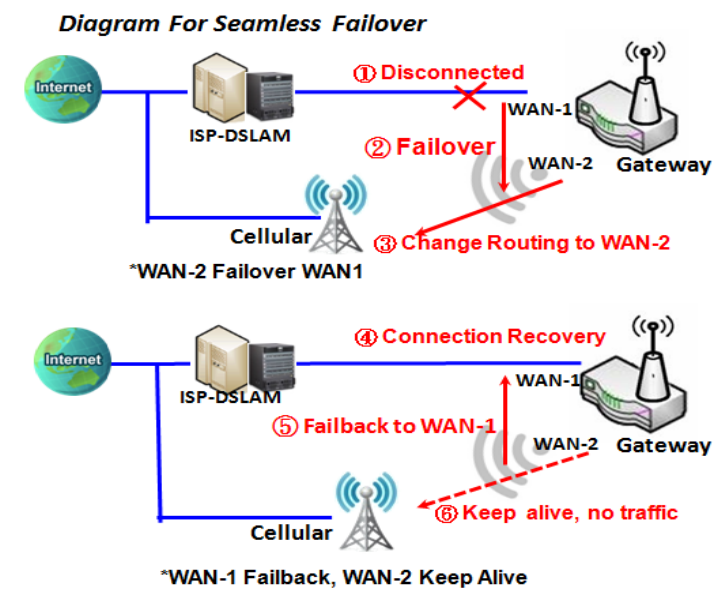 Diagram For Seamless Failover
Internet
① Disconnected
ISP-DSLAM
WAN-1
② Failover
WAN-2
Gateway
Cellular
③ Change Routing to WAN-2
*WAN-2 Failover WAN1
④ Connection Recovery
Internet
ISP-DSLAM
WAN-1
⑤ Failback to WAN-1
WAN-2
Gateway
⑥ Keep alive, no traffic
Cellular
*WAN-1 Failback, WAN-2 Keep Alive